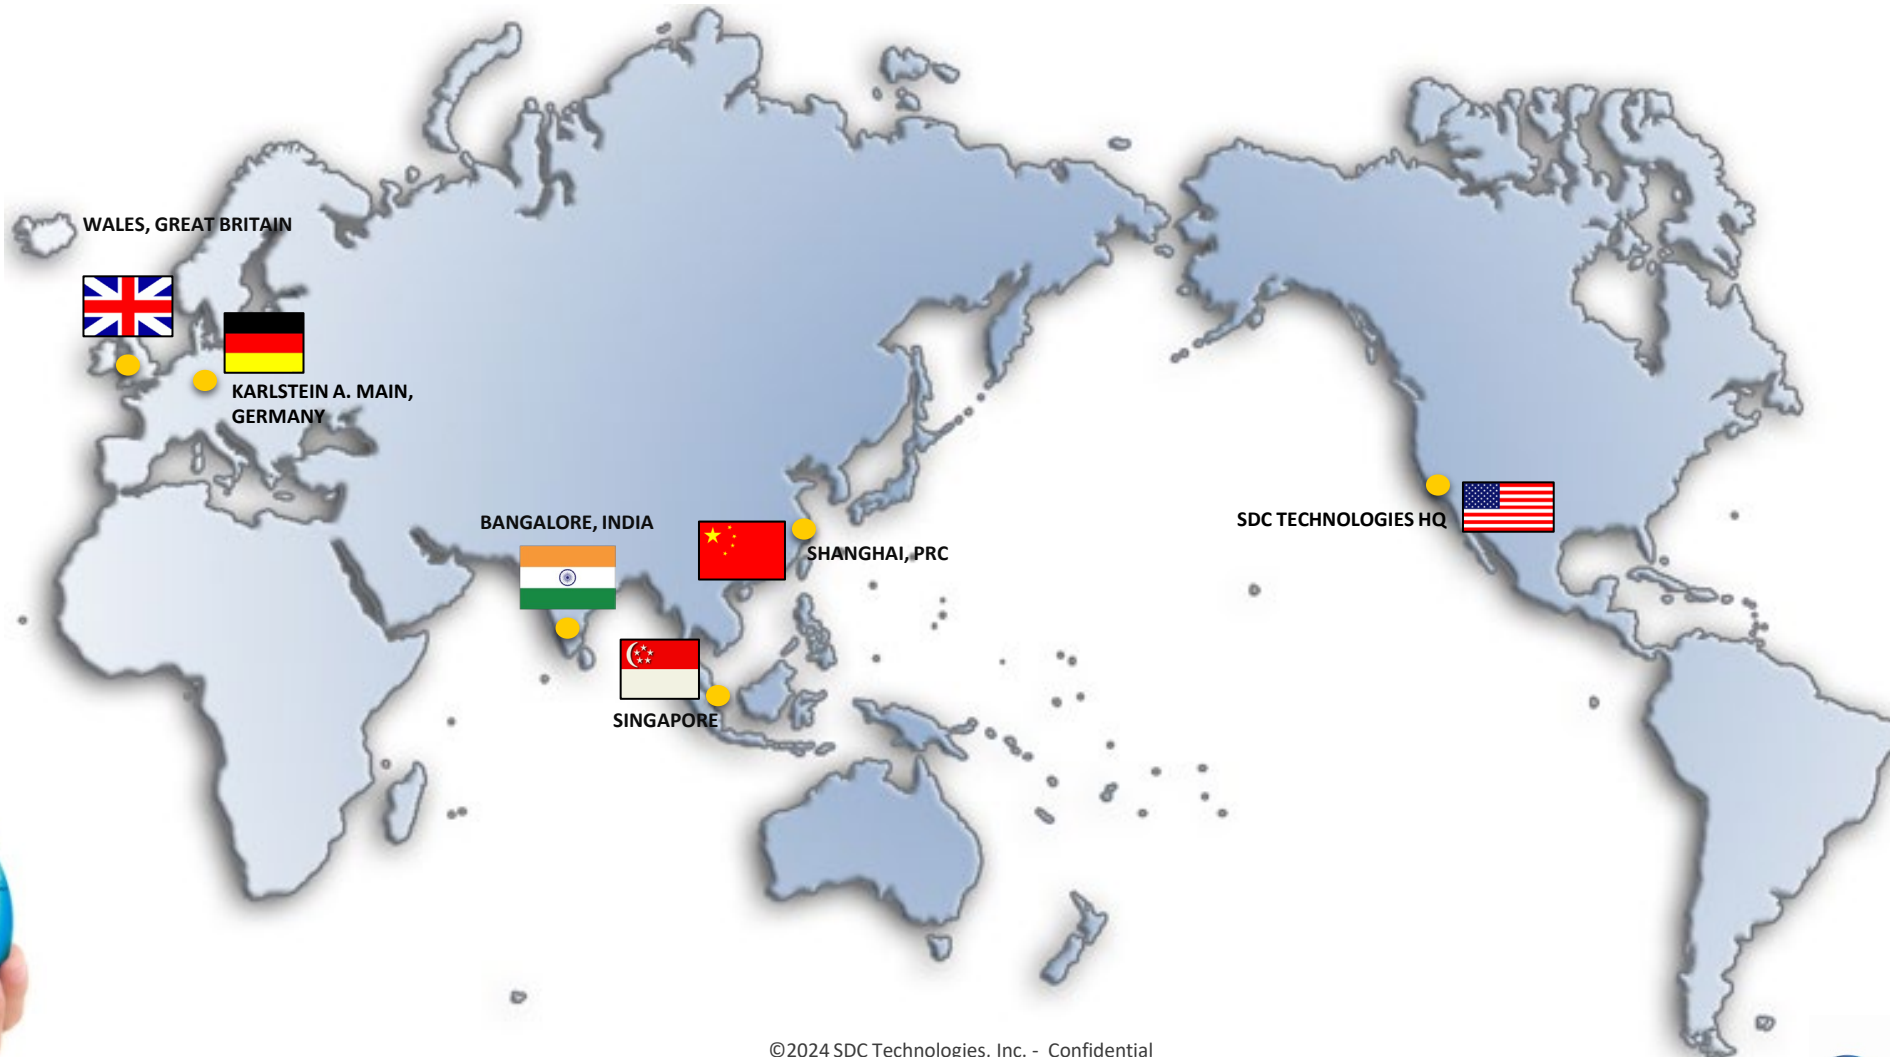 WALES, GREAT BRITAIN
KARLSTEIN A. MAIN,
GERMANY
BANGALORE, INDIA
SHANGHAI, PRC
SDC TECHNOLOGIES HQ
SINGAPORE
©2024 SDC Technologies, Inc. - Confidential